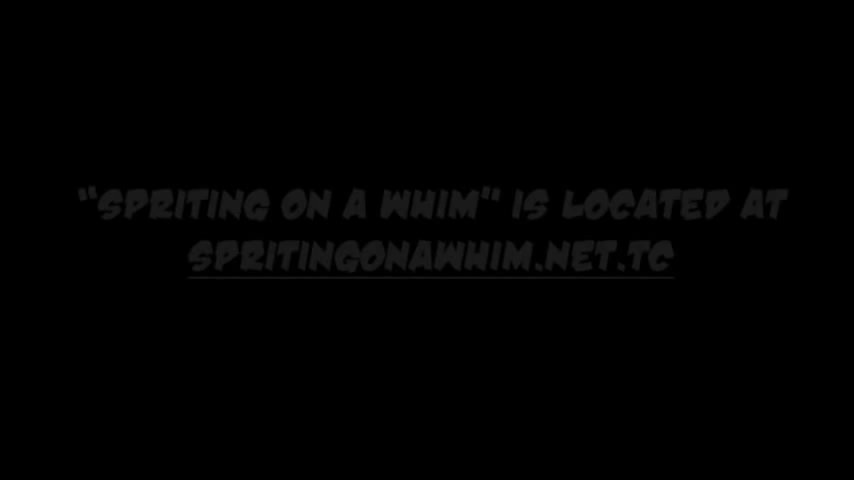 "SPRITING ON A WHIM" IS LOCATED AT
SPRITINGONAWHIM.NET.TC